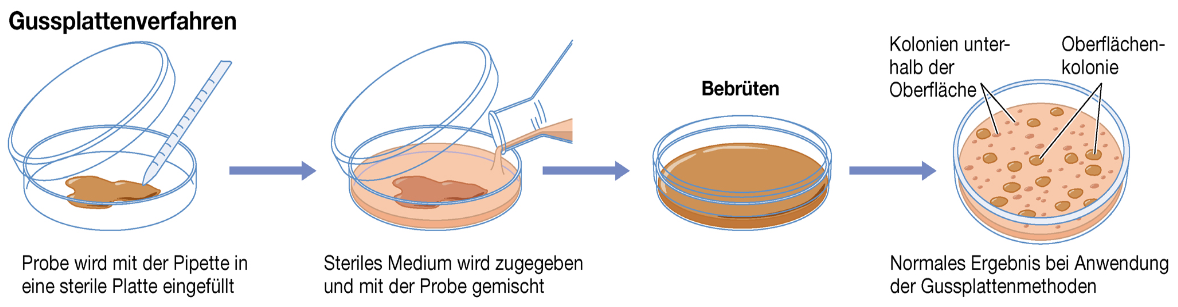 Gussplattenverfahren
Kolonien unter-
halb der
Oberfläche
Oberflächen-
kolonie
Bebrüten
Probe wird mit der Pipette in
eine sterile Platte eingefüllt
Steriles Medium wird zugegeben
und mit der Probe gemischt
Normales Ergebnis bei Anwendung
der Gussplattenmethoden